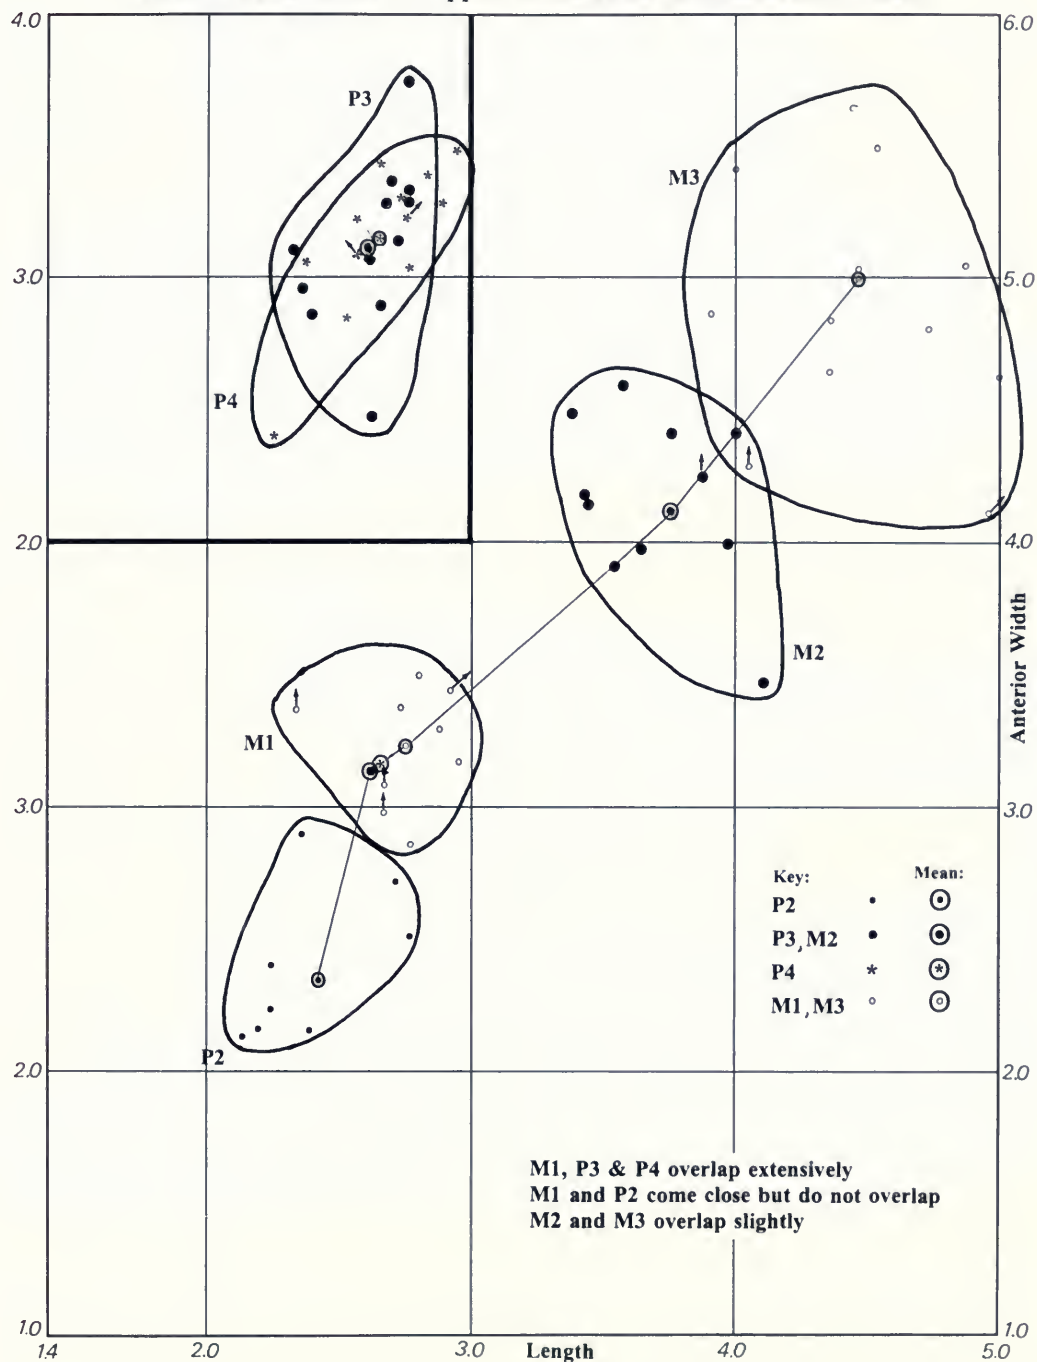 4.0
6.0
P3
M3
3.0
5.0
P4
2.0
4.0
M2
Anterior Width
M1
3.0
3.0
Key: Mean:
P2
P3, M2
P4
M1, M3
P2
2.0
2.0
M1, P3 & P4 overlap extensively
M1 and P2 come close but do not overlap
M2 and M3 overlap slightly
1.0
1.0
1.4 2.0 3.0 Length 4.0 5.0